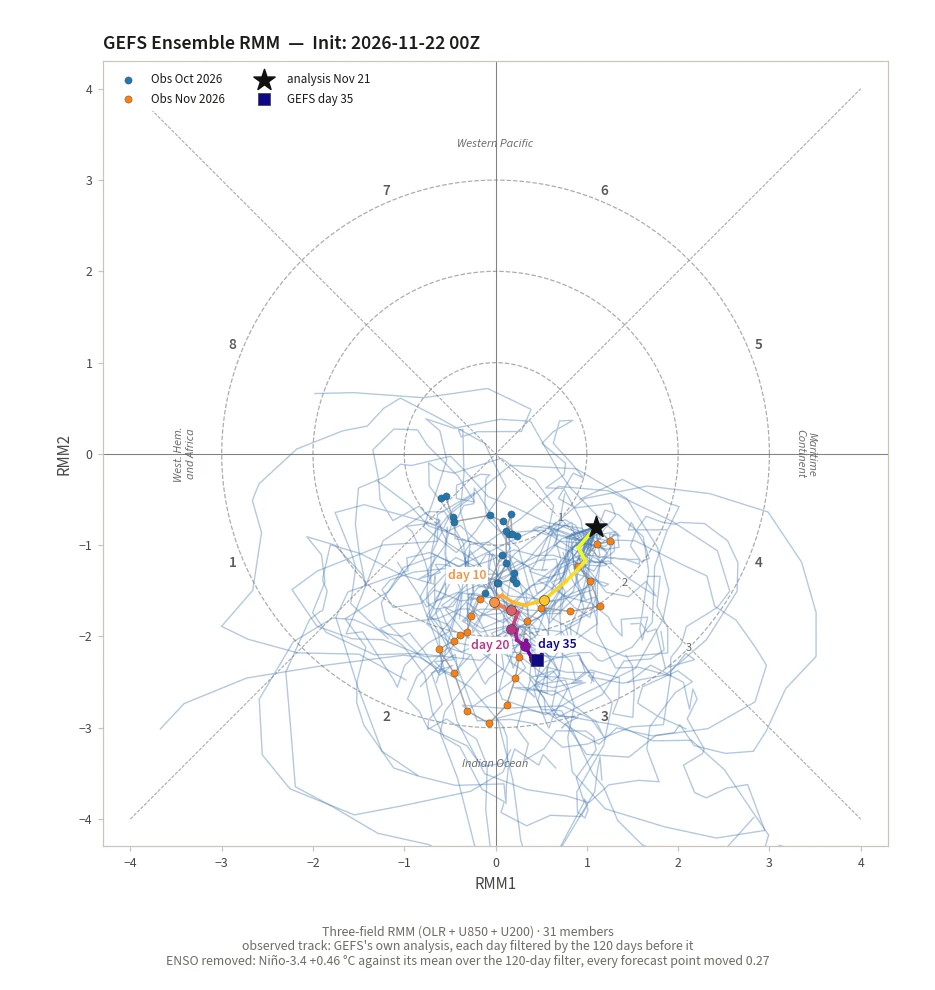 GEFS Ensemble RMM — Init: 2026-11-22 00Z
Obs Oct 2026
Obs Nov 2026
analysis Nov 21
GEFS day 35
Western Pacific
7
6
8
5
West. Hem.
and Africa
Maritime
Continent
1
4
2
3
Indian Ocean
1
2
3
day 10
day 20
day 35
RMM2
4
3
2
1
0
−1
−2
−3
−4
−4
−3
−2
−1
0
1
2
3
4
RMM1
Three-field RMM (OLR + U850 + U200) · 31 members
observed track: GEFS's own analysis, each day filtered by the 120 days before it
ENSO removed: Niño-3.4 +0.46 °C against its mean over the 120-day filter, every forecast point moved 0.27